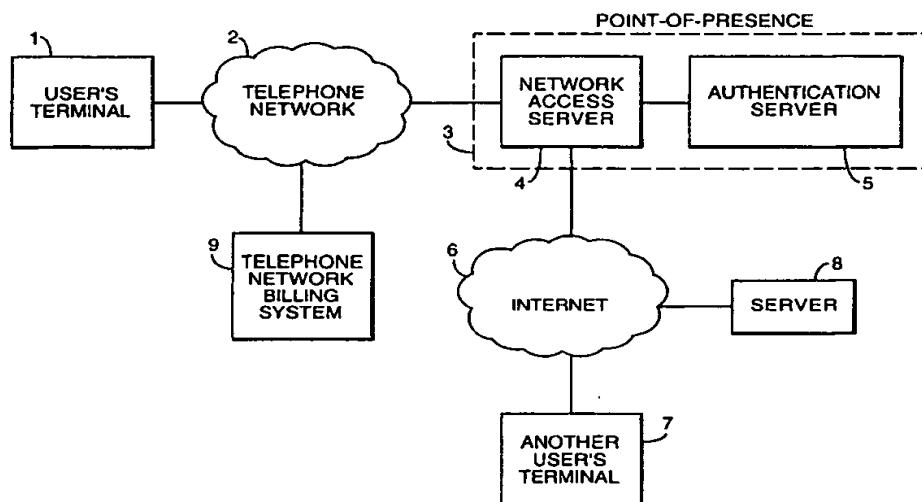 POINT-OF-PRESENCE
1
2
USER'S
TERMINAL
TELEPHONE
NETWORK
NETWORK
ACCESS
SERVER
AUTHENTICATION
SERVER
3
4
5
9
TELEPHONE
NETWORK
BILLING
SYSTEM
6
INTERNET
8
SERVER
7
ANOTHER
USER'S
TERMINAL